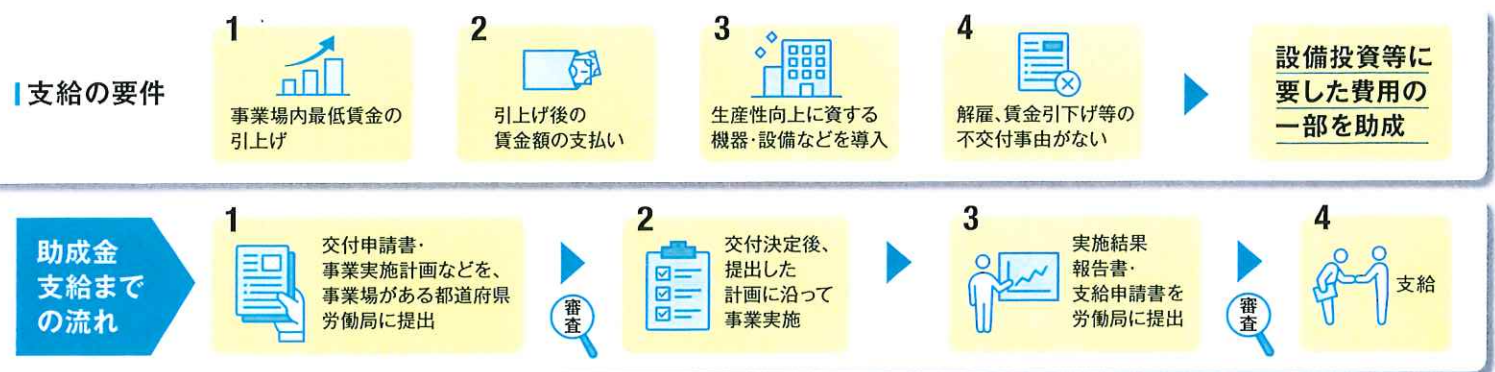 支給の要件
1
事業場内最低賃金の
引上げ
2
引上げ後の
賃金額の支払い
3
生産性向上に資する
機器・設備などを導入
4
解雇、賃金引下げ等の
不交付事由がない
設備投資等に
要した費用の
一部を助成
助成金
支給まで
の流れ
1
交付申請書・
事業実施計画などを、
事業場がある都道府県
労働局に提出
審査
2
交付決定後、
提出した
計画に沿って
事業実施
3
実施結果
報告書・
支給申請書を
労働局に提出
審査
4
支給